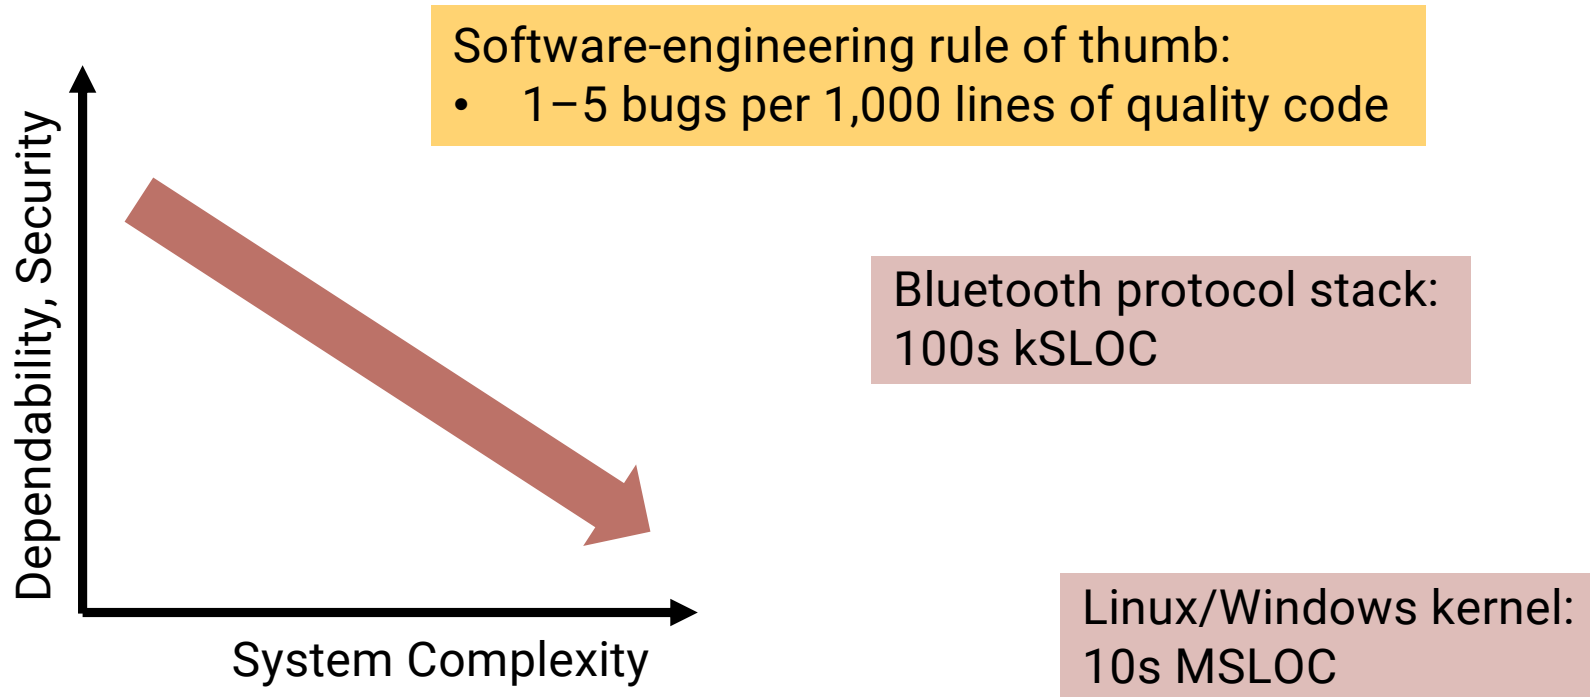 Software-engineering rule of thumb:
• 1–5 bugs per 1,000 lines of quality code
Dependability, Security
Bluetooth protocol stack:
100s kSLOC
System Complexity
Linux/Windows kernel:
10s MSLOC